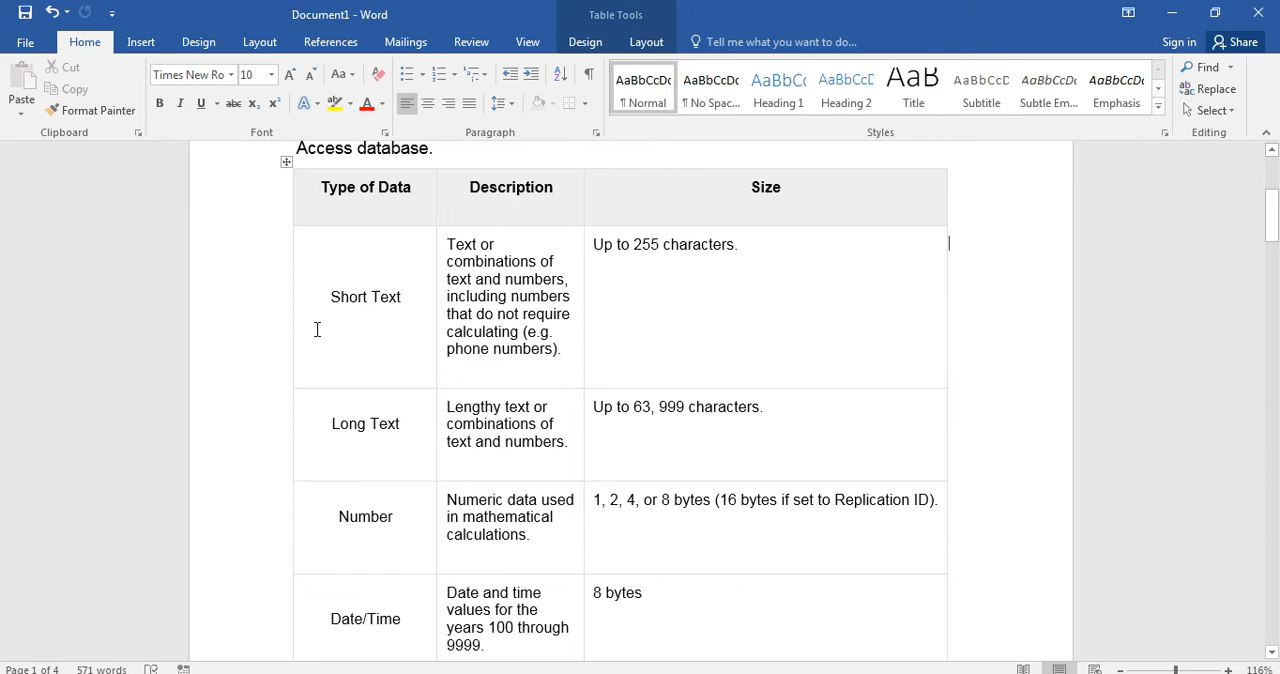 Document1 - Word
Table Tools
File
Home
Insert
Design
Layout
References
Mailings
Review
View
Design
Layout
Tell me what you want to do...
Sign in
Share
Paste
Cut
Copy
Format Painter
Clipboard
Times New Ro
10
Aa
B I U abc x₂ x²
A
Font
Paragraph
AaBbCcDc
¶ Normal
AaBbCcDc
¶ No Spac...
AaBbCc
Heading 1
AaBbCcD
Heading 2
AaB
Title
AaBbCcD
Subtitle
AaBbCcDc
Subtle Em...
AaBbCcDc
Emphasis
Styles
Find
Replace
Select
Editing
Access database.
Type of Data
Description
Size
Short Text
Text or
combinations of
text and numbers,
including numbers
that do not require
calculating (e.g.
phone numbers).
Up to 255 characters.
Long Text
Lengthy text or
combinations of
text and numbers.
Up to 63, 999 characters.
Number
Numeric data used
in mathematical
calculations.
1, 2, 4, or 8 bytes (16 bytes if set to Replication ID).
Date/Time
Date and time
values for the
years 100 through
9999.
8 bytes
Page 1 of 4
571 words
116%